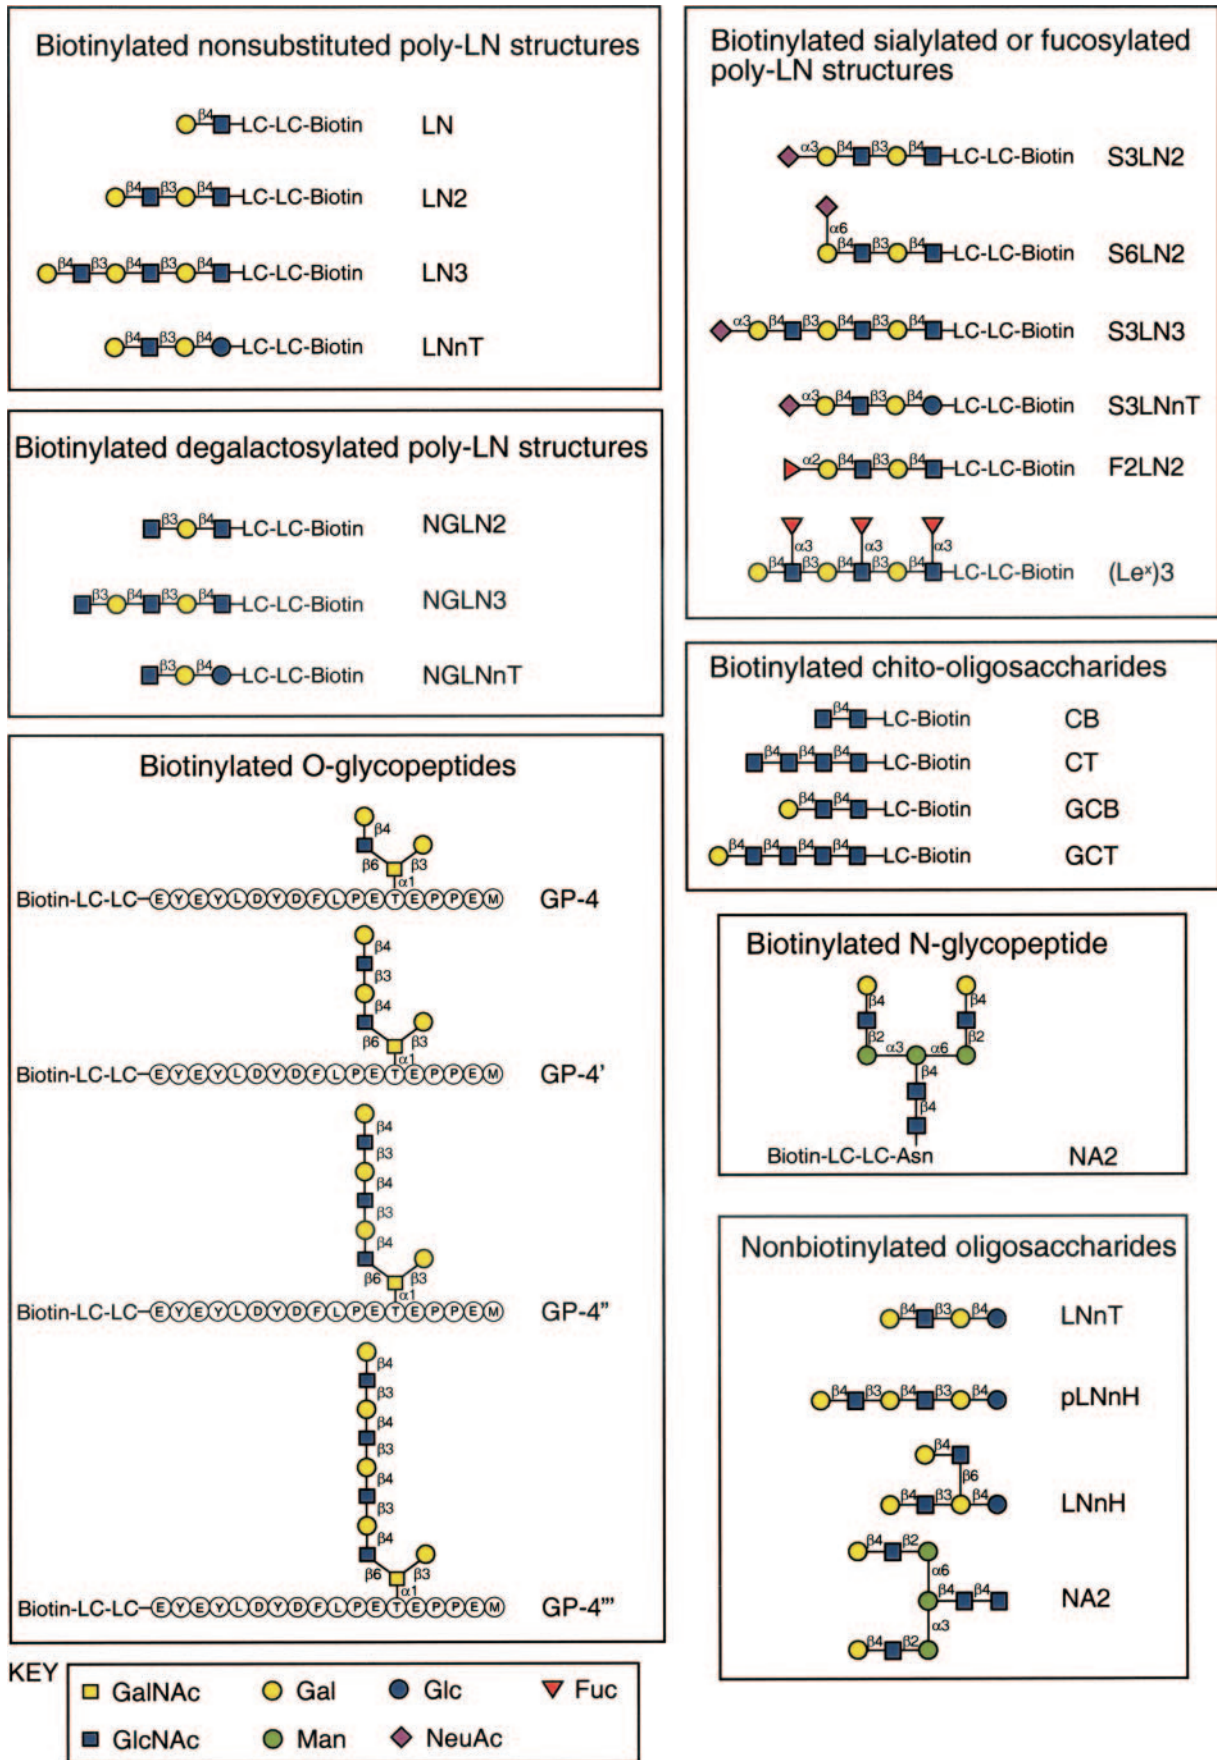 Biotinylated nonsubstituted poly-LN structures
β4
LC-LC-Biotin LN
β4 β3 β4
LC-LC-Biotin LN2
β4 β3 β4 β3 β4
LC-LC-Biotin LN3
β4 β3 β4
LC-LC-Biotin LNnT
Biotinylated degalactosylated poly-LN structures
β3 β4
LC-LC-Biotin NGLN2
β3 β4 β3 β4
LC-LC-Biotin NGLN3
β3 β4
LC-LC-Biotin NGLNnT
Biotinylated O-glycopeptides
β4
β6 β3
α1
Biotin-LC-LC-EYEYLDYDFLPETEPPEM GP-4
β4
β3
β4
β6 β3
α1
Biotin-LC-LC-EYEYLDYDFLPETEPPEM GP-4'
β4
β3
β4
β3
β4
β6 β3
α1
Biotin-LC-LC-EYEYLDYDFLPETEPPEM GP-4"
β4
β3
β4
β3
β4
β3
β4
β6 β3
α1
Biotin-LC-LC-EYEYLDYDFLPETEPPEM GP-4'"
Biotinylated sialylated or fucosylated
poly-LN structures
α3 β4 β3 β4
LC-LC-Biotin S3LN2
α6
β4 β3 β4
LC-LC-Biotin S6LN2
α3 β4 β3 β4 β3 β4
LC-LC-Biotin S3LN3
α3 β4 β3 β4
LC-LC-Biotin S3LNnT
α2 β4 β3 β4
LC-LC-Biotin F2LN2
α3 α3 α3
β4 β3 β4 β3 β4
LC-LC-Biotin (Leˣ)3
Biotinylated chito-oligosaccharides
β4
LC-Biotin CB
β4 β4 β4
LC-Biotin CT
β4 β4
LC-Biotin GCB
β4 β4 β4 β4
LC-Biotin GCT
Biotinylated N-glycopeptide
β4 β4
β2 β2
α3 α6
β4
β4
Biotin-LC-LC-Asn NA2
Nonbiotinylated oligosaccharides
β4 β3 β4
LNnT
β4 β3 β4 β3 β4
pLNnH
β4
β6
β4 β3 β4
LNnH
β4 β2
α6
β4 β4
NA2
α3
β4 β2
KEY
GalNAc Gal Glc Fuc
GlcNAc Man NeuAc